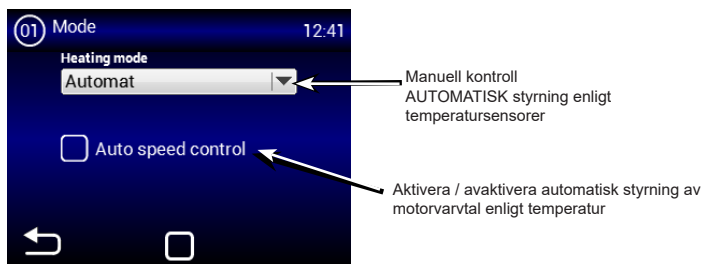 01 Mode 12:41
Heating mode
Automat
Manuell kontroll
AUTOMATISK styrning enligt
temperatursensorer
Auto speed control
Aktivera / avaktivera automatisk styrning av
motorvarvtal enligt temperatur